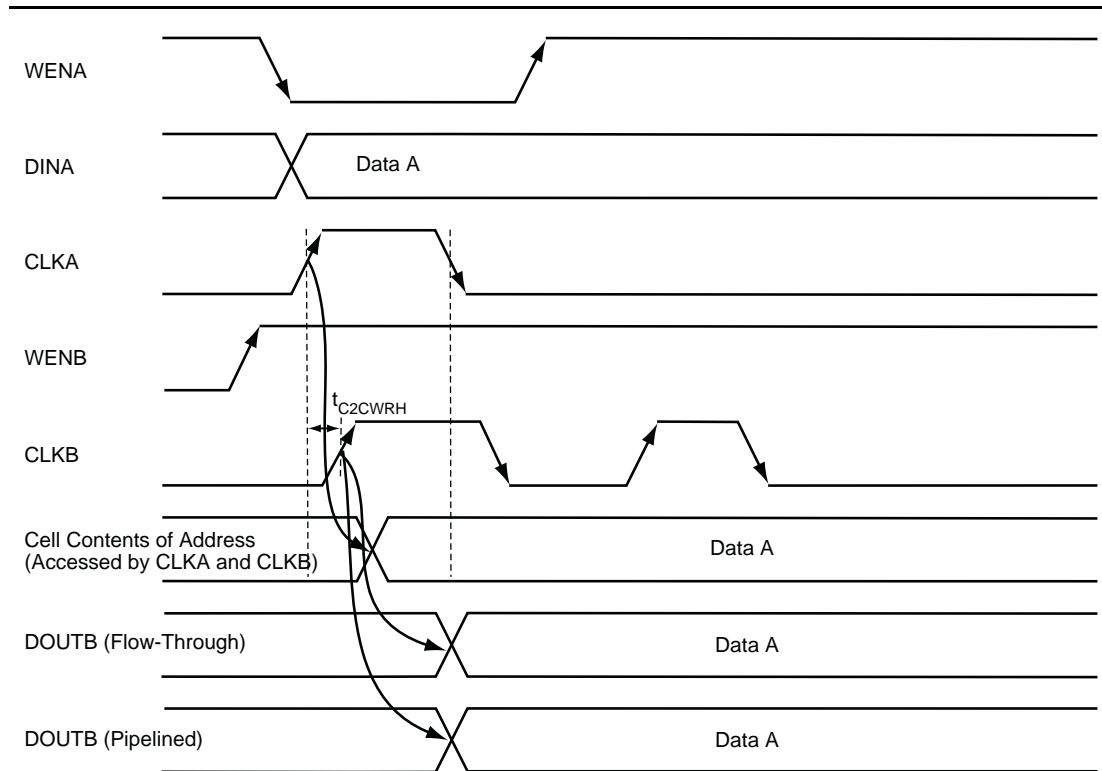 WENA
DINA
Data A
CLKA
WENB
tC2CWRH
CLKB
Cell Contents of Address
(Accessed by CLKA and CLKB)
Data A
DOUTB (Flow-Through)
Data A
DOUTB (Pipelined)
Data A